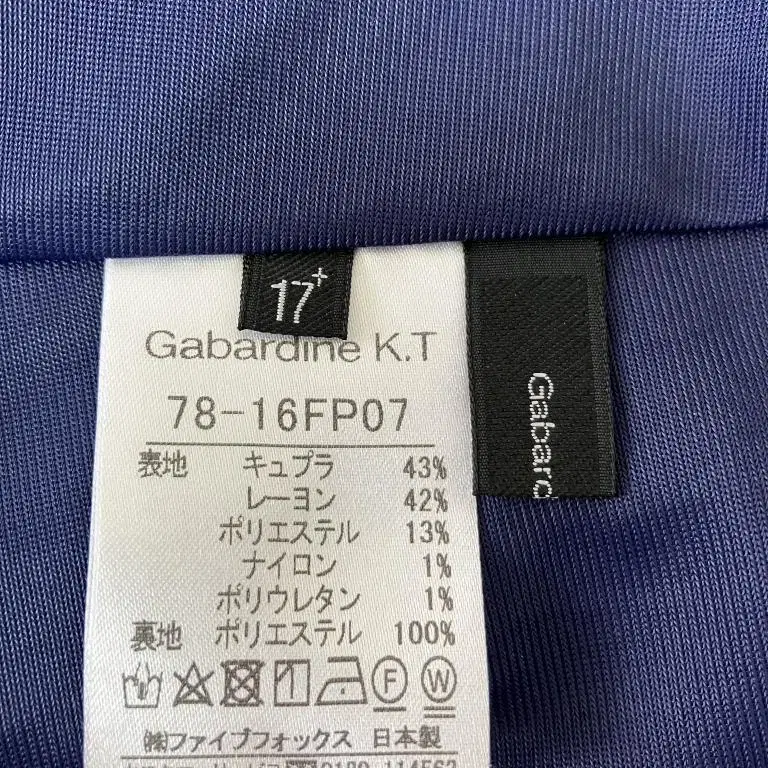 17+
Gabardine K.T
78-16FP07
表地 キュプラ 43%
レーヨン 42%
ポリエステル 13%
ナイロン 1%
ポリウレタン 1%
裏地 ポリエステル 100%
F W
㈱ファイブフォックス 日本製
Gabard